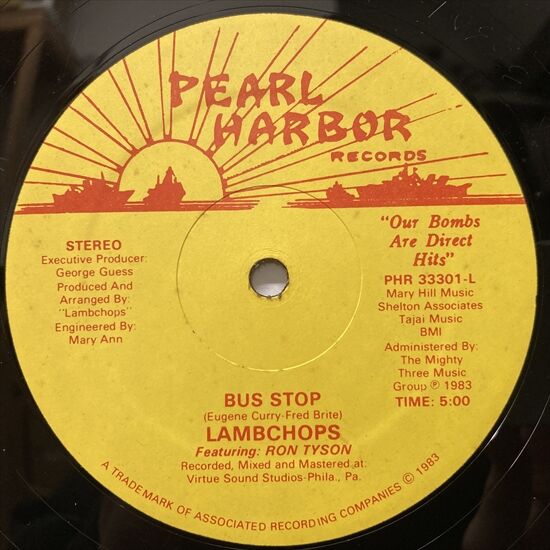 PEARL
HARBOR
RECORDS
"Our Bombs
Are Direct
Hits"
STEREO
Executive Producer:
George Guess
Produced And
Arranged By:
"Lambchops"
Engineered By:
Mary Ann
PHR 33301-L
Mary Hill Music
Shelton Associates
Tajai Music
BMI
Administered By:
The Mighty
Three Music
Group ℗ 1983
TIME: 5:00
BUS STOP
(Eugene Curry-Fred Brite)
LAMBCHOPS
Featuring: RON TYSON
Recorded, Mixed and Mastered at:
Virtue Sound Studios-Phila., Pa.
A TRADEMARK OF ASSOCIATED RECORDING COMPANIES © 1983